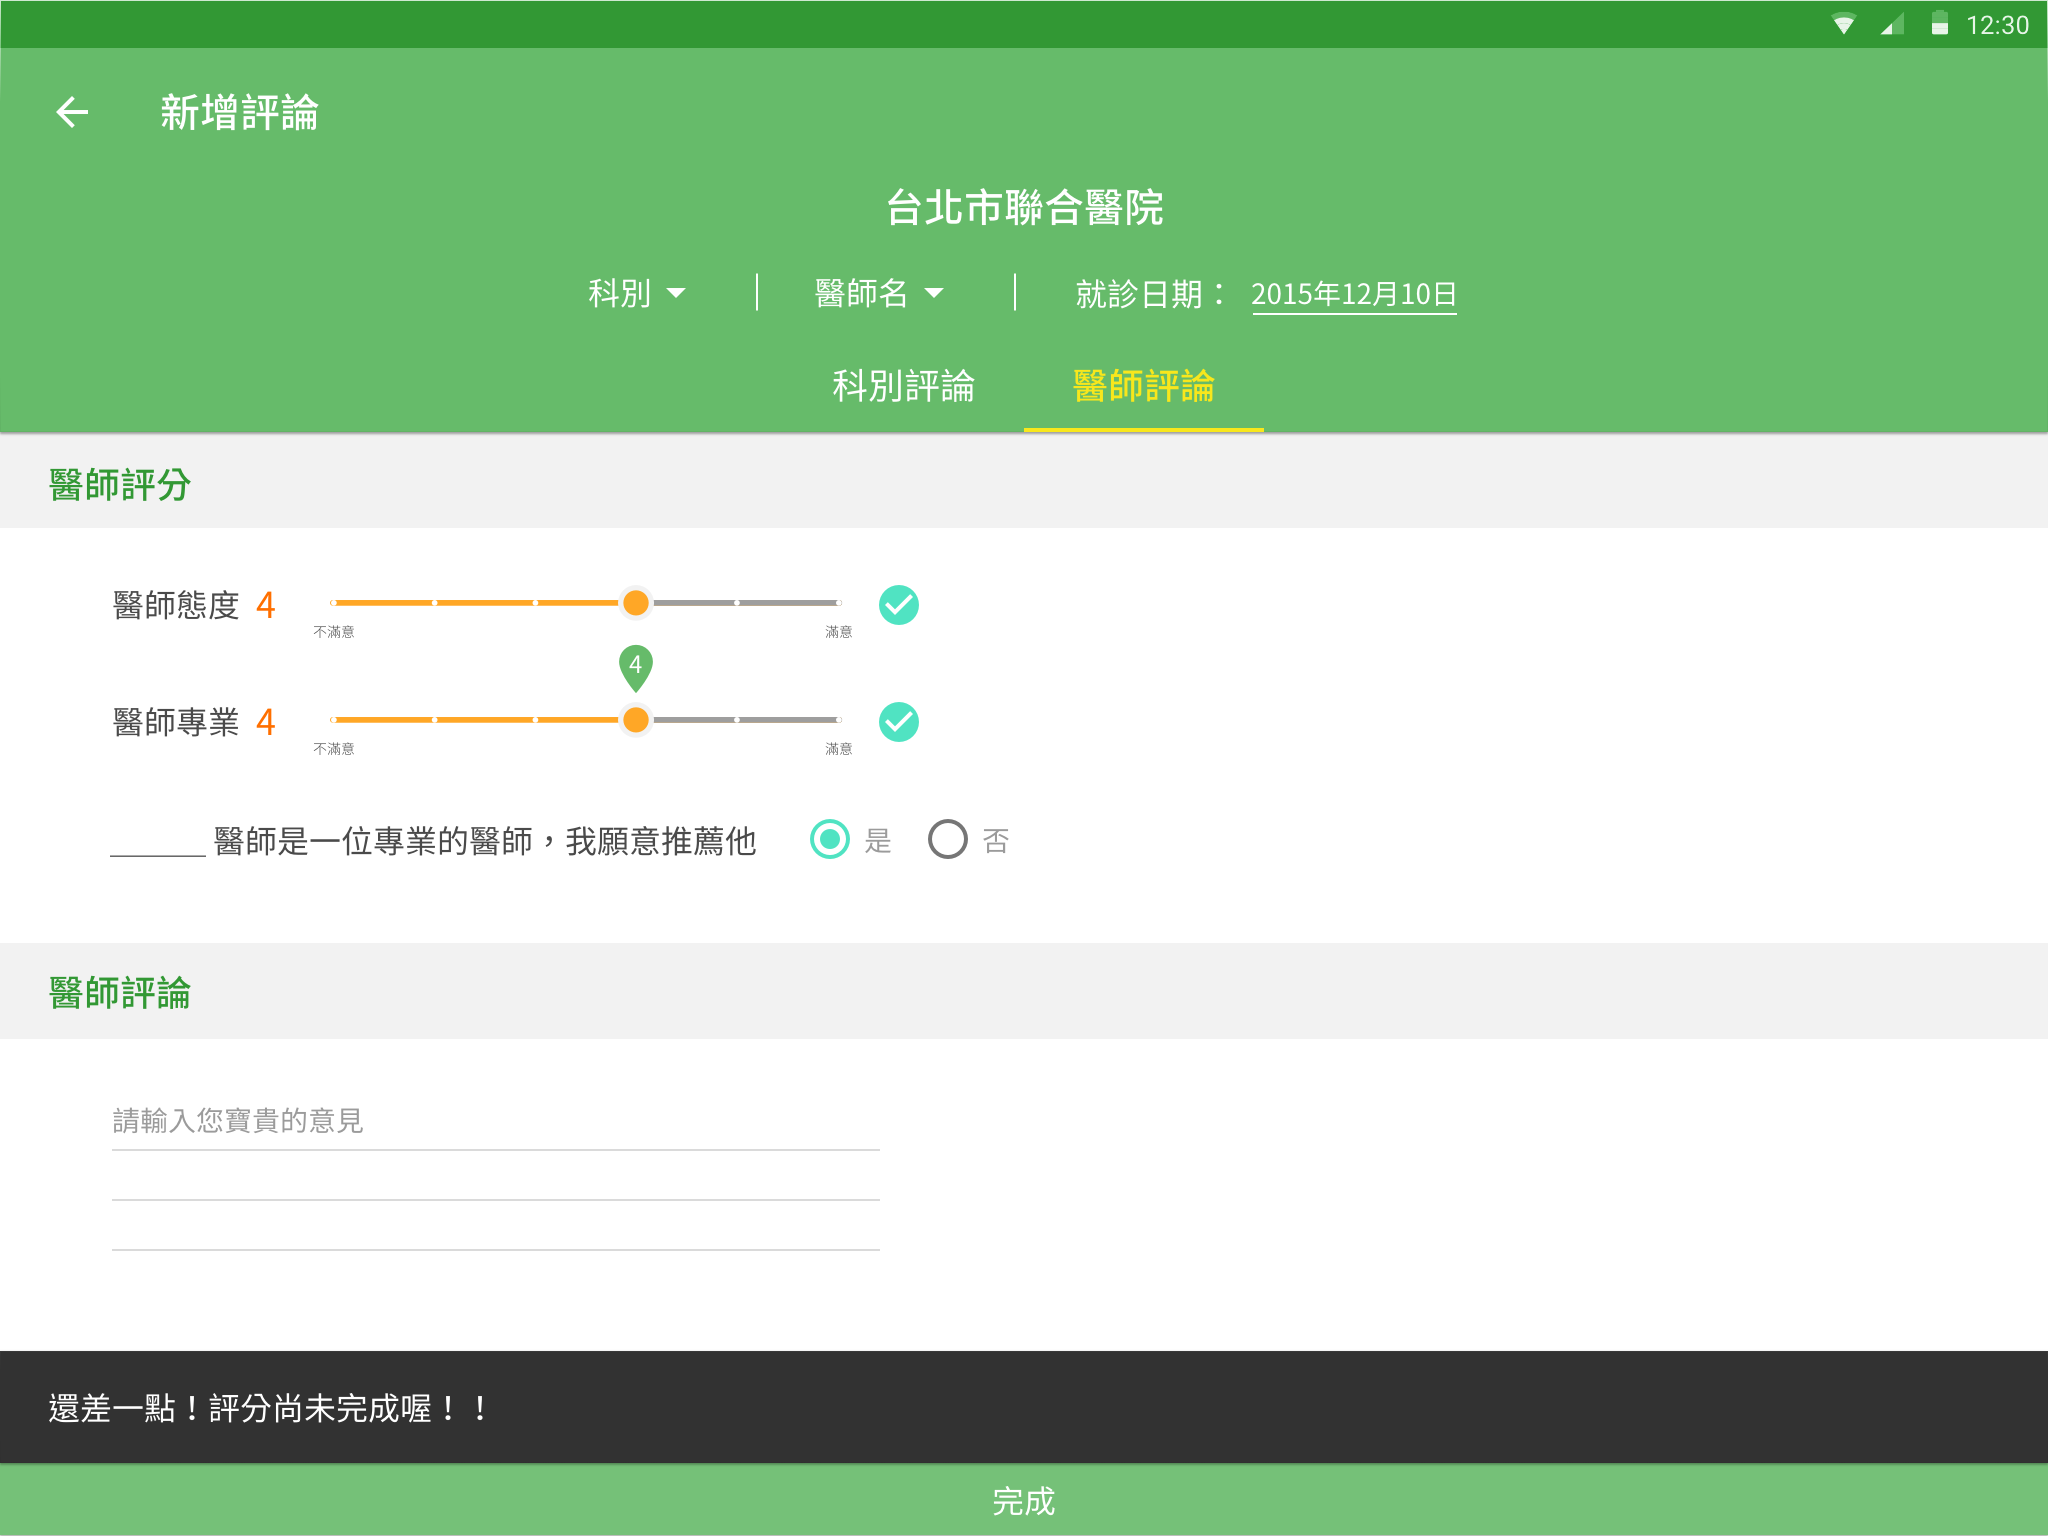 12:30
新增評論
台北市聯合醫院
科別 醫師名 就診日期： 2015年12月10日
科別評論 醫師評論
醫師評分
醫師態度 4
不滿意 滿意
4
醫師專業 4
不滿意 滿意
______ 醫師是一位專業的醫師，我願意推薦他 是 否
醫師評論
請輸入您寶貴的意見
還差一點！評分尚未完成喔！！
完成